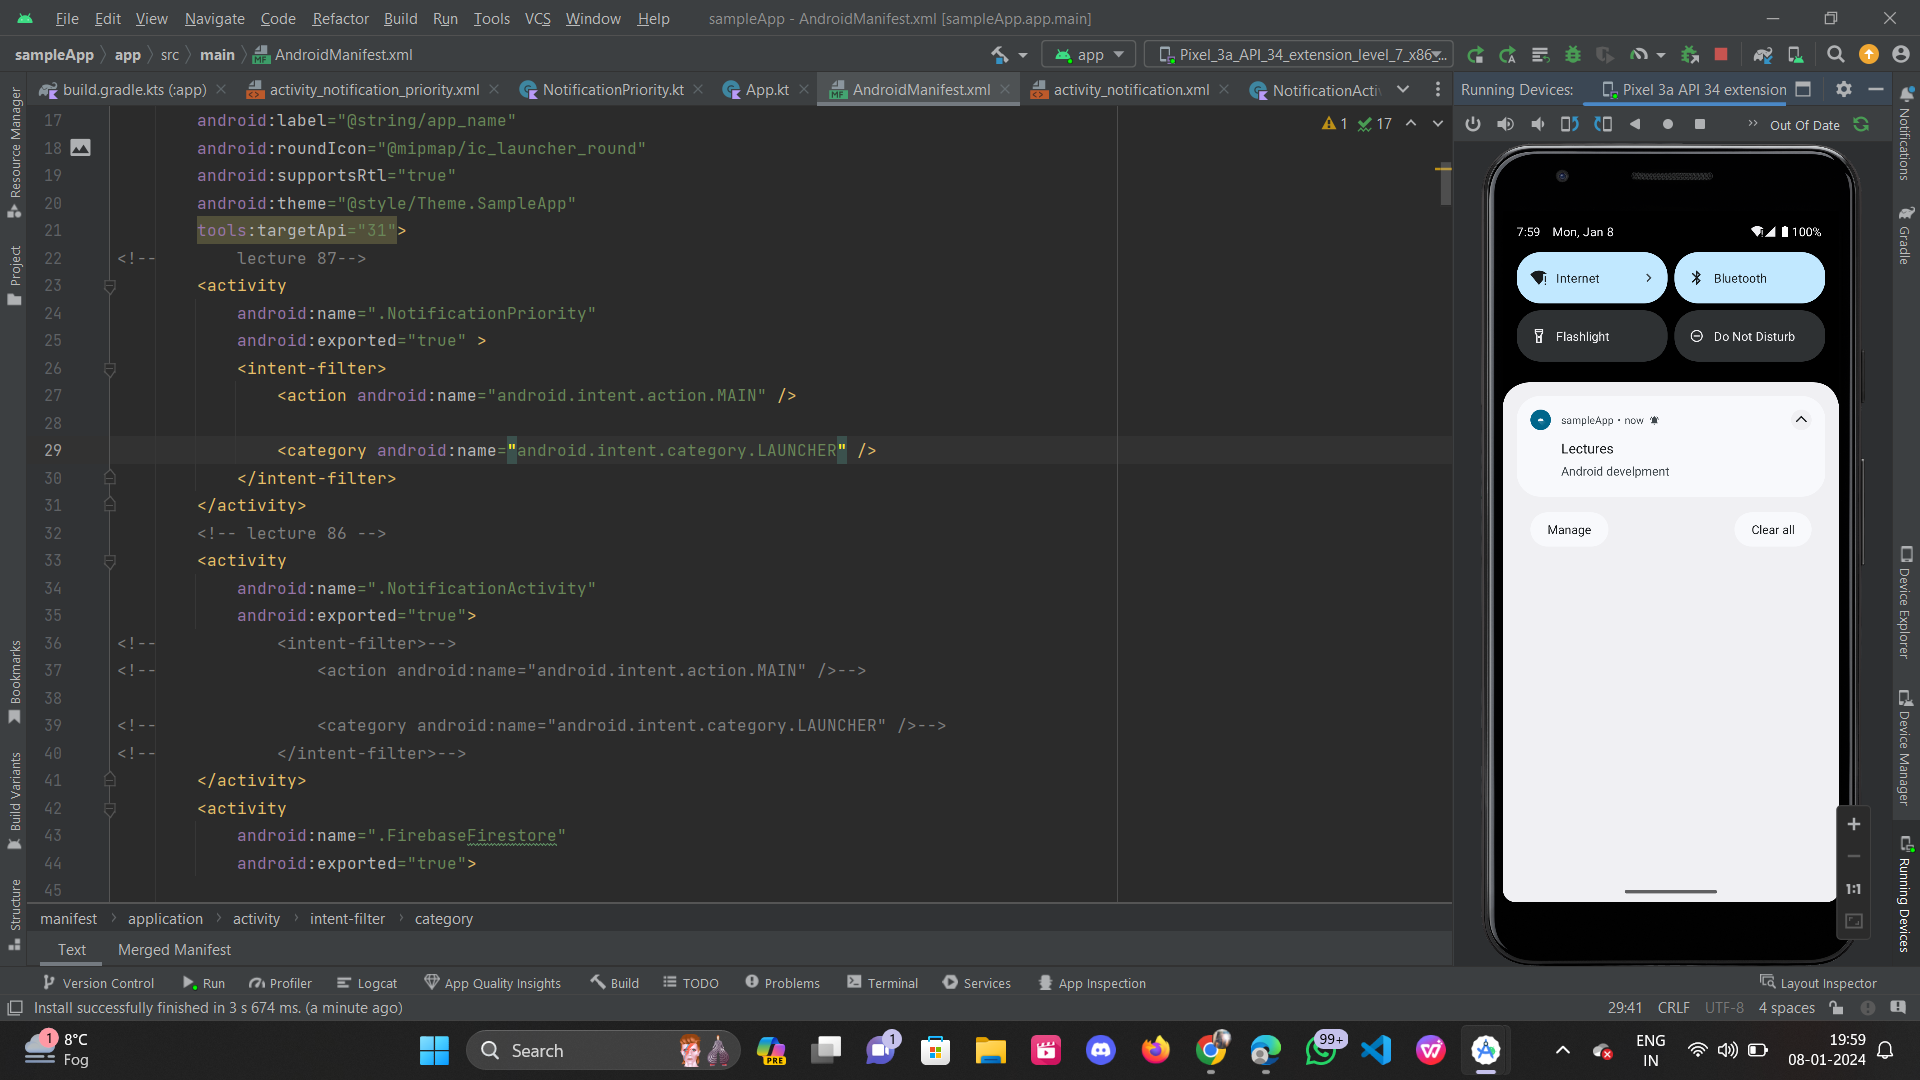 File Edit View Navigate Code Refactor Build Run Tools VCS Window Help sampleApp - AndroidManifest.xml [sampleApp.app.main]
sampleApp app src main AndroidManifest.xml app Pixel_3a_API_34_extension_level_7_x86...
build.gradle.kts (:app) activity_notification_priority.xml NotificationPriority.kt App.kt AndroidManifest.xml activity_notification.xml NotificationActi Running Devices: Pixel 3a API 34 extension
Out Of Date
1 17
17 android:label="@string/app_name"
18 android:roundIcon="@mipmap/ic_launcher_round"
19 android:supportsRtl="true"
20 android:theme="@style/Theme.SampleApp"
21 tools:targetApi="31">
22 <!-- lecture 87-->
23 <activity
24 android:name=".NotificationPriority"
25 android:exported="true" >
26 <intent-filter>
27 <action android:name="android.intent.action.MAIN" />
28
29 <category android:name="android.intent.category.LAUNCHER" />
30 </intent-filter>
31 </activity>
32 <!-- lecture 86 -->
33 <activity
34 android:name=".NotificationActivity"
35 android:exported="true">
36 <!-- <intent-filter>-->
37 <!-- <action android:name="android.intent.action.MAIN" />-->
38
39 <!-- <category android:name="android.intent.category.LAUNCHER" />-->
40 <!-- </intent-filter>-->
41 </activity>
42 <activity
43 android:name=".FirebaseFirestore"
44 android:exported="true">
45
7:59 Mon, Jan 8 100%
Internet Bluetooth
Flashlight Do Not Disturb
sampleApp • now
Lectures
Android develpment
Manage Clear all
1:1
Resource Manager
Project
Bookmarks
Build Variants
Structure
Notifications
Gradle
Device Explorer
Device Manager
Running Devices
manifest application activity intent-filter category
Text Merged Manifest
Version Control Run Profiler Logcat App Quality Insights Build TODO Problems Terminal Services App Inspection Layout Inspector
Install successfully finished in 3 s 674 ms. (a minute ago) 29:41 CRLF UTF-8 4 spaces
1 8°C
Fog
Search
PRE
1
99+
ENG
IN
19:59
08-01-2024